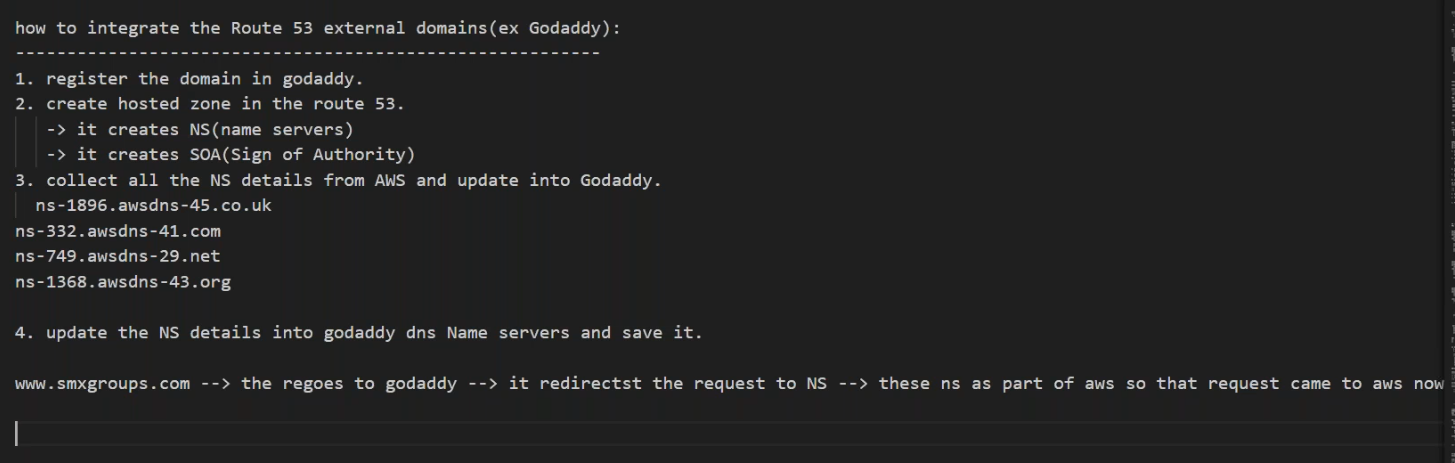 how to integrate the Route 53 external domains(ex Godaddy):
---------------------------------------------------------
1. register the domain in godaddy.
2. create hosted zone in the route 53.
-> it creates NS(name servers)
-> it creates SOA(Sign of Authority)
3. collect all the NS details from AWS and update into Godaddy.
ns-1896.awsdns-45.co.uk
ns-332.awsdns-41.com
ns-749.awsdns-29.net
ns-1368.awsdns-43.org
4. update the NS details into godaddy dns Name servers and save it.
www.smxgroups.com --> the regoes to godaddy --> it redirectst the request to NS --> these ns as part of aws so that request came to aws now